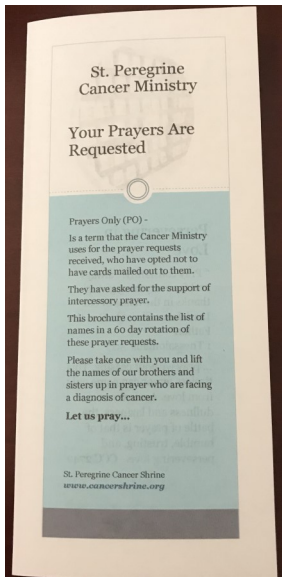 St. Peregrine
Cancer Ministry
Your Prayers Are
Requested
Prayers Only (PO) -
Is a term that the Cancer Ministry
uses for the prayer requests
received, who have opted not to
have cards mailed out to them.
They have asked for the support of
intercessory prayer.
This brochure contains the list of
names in a 60 day rotation of
these prayer requests.
Please take one with you and lift
the names of our brothers and
sisters up in prayer who are facing
a diagnosis of cancer.
Let us pray...
St. Peregrine Cancer Shrine
www.cancershrine.org